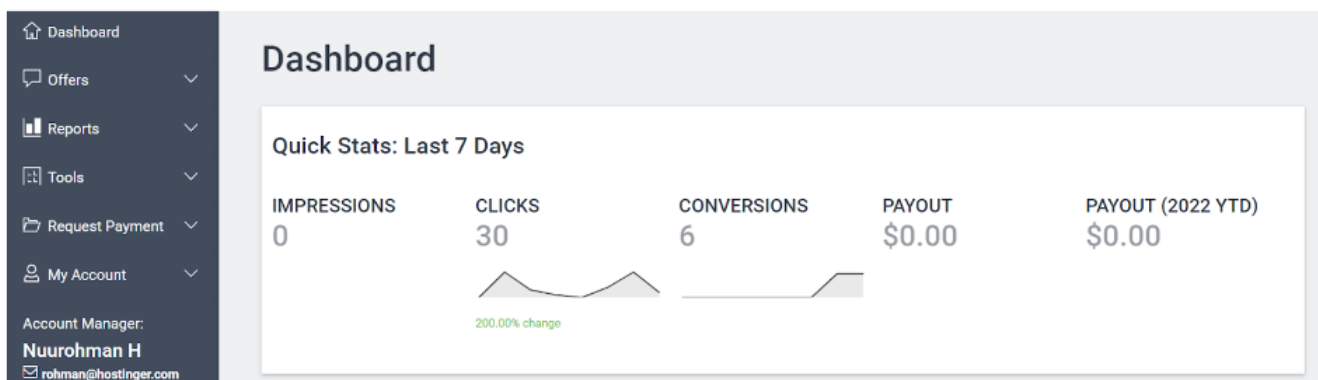 Dashboard
Offers
Reports
Tools
Request Payment
My Account
Account Manager:
Nuurohman H
rohman@hostinger.com
Dashboard
Quick Stats: Last 7 Days
IMPRESSIONS
0
CLICKS
30
200.00% change
CONVERSIONS
6
PAYOUT
$0.00
PAYOUT (2022 YTD)
$0.00